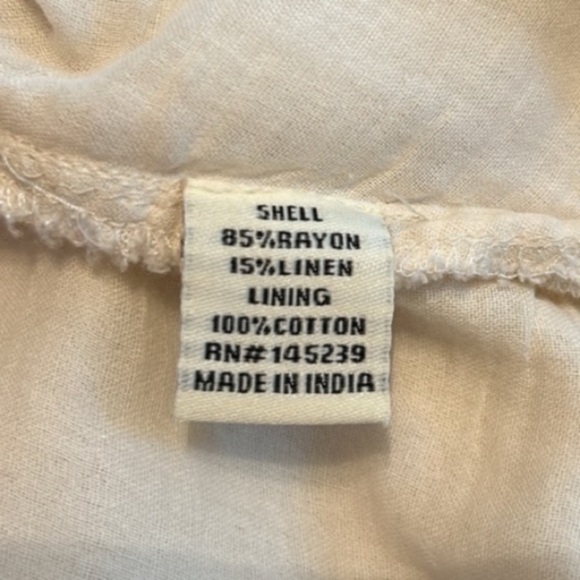 SHELL
85%RAYON
15%LINEN
LINING
100%COTTON
RN#145239
MADE IN INDIA